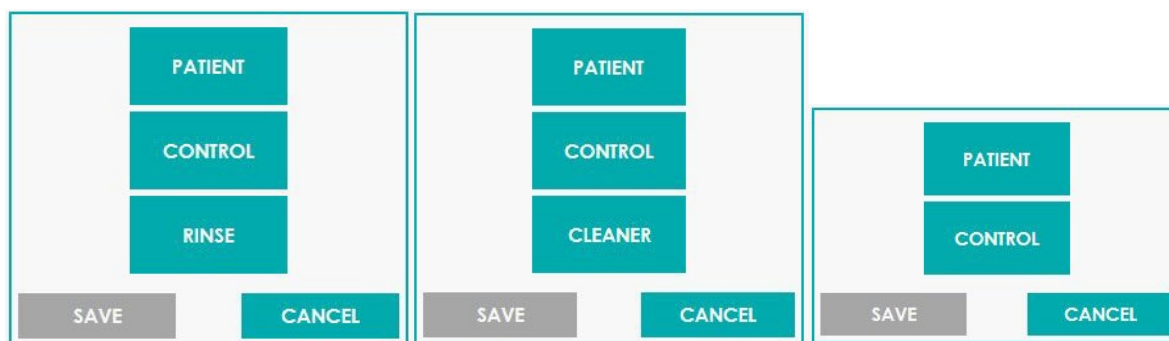 PATIENT
CONTROL
RINSE
SAVE CANCEL
PATIENT
CONTROL
CLEANER
SAVE CANCEL
PATIENT
CONTROL
SAVE CANCEL